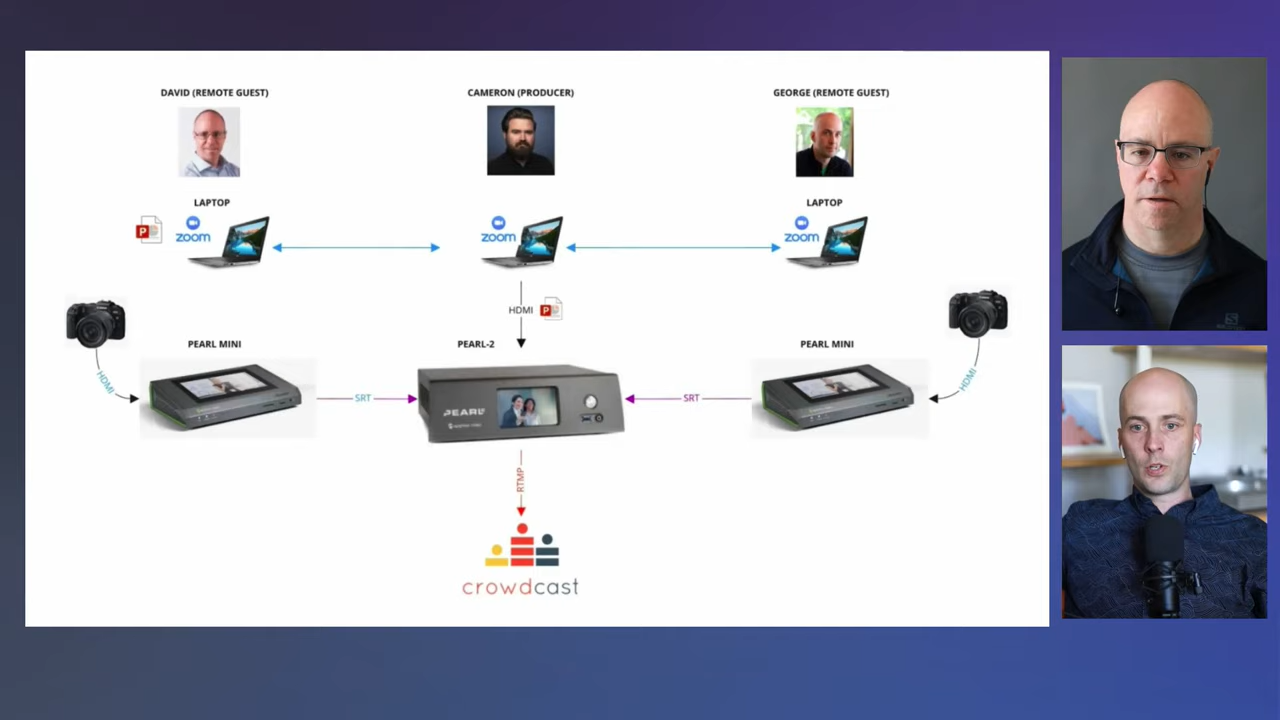 DAVID (REMOTE GUEST)
CAMERON (PRODUCER)
GEORGE (REMOTE GUEST)
LAPTOP
LAPTOP
P
zoom
zoom
zoom
HDMI
P
PEARL MINI
PEARL-2
PEARL MINI
HDMI
HDMI
SRT
SRT
PEARL
RTMP
crowdcast